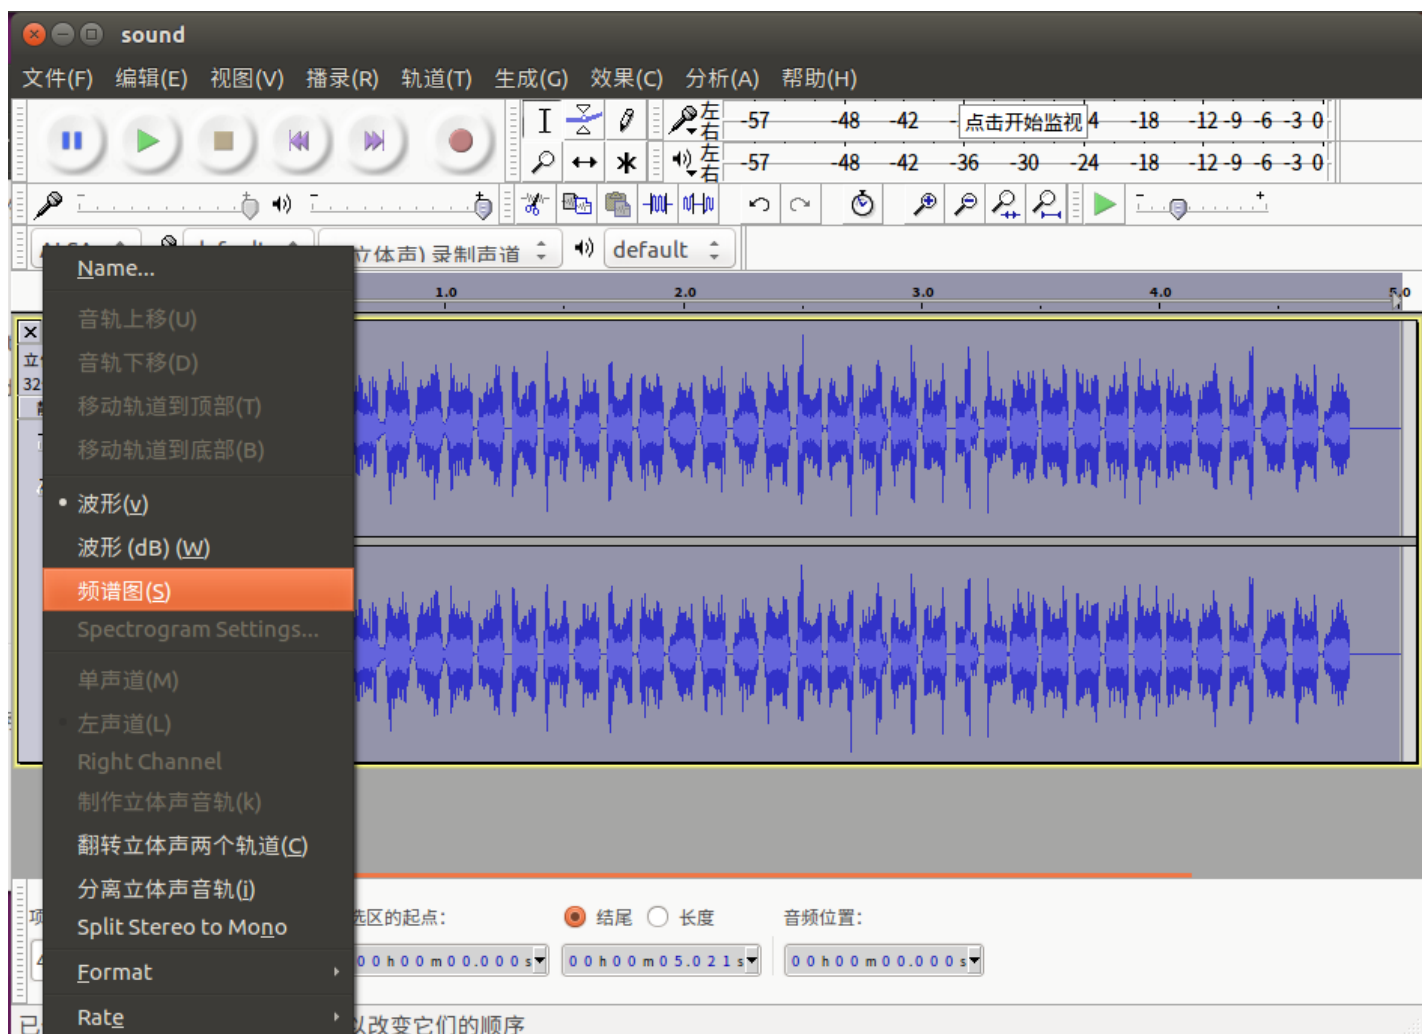 sound
文件(F) 编辑(E) 视图(V) 播录(R) 轨道(T) 生成(G) 效果(C) 分析(A) 帮助(H)
左 -57 -48 -42 - 点击开始监视 4 -18 -12 -9 -6 -3 0
右
左 -57 -48 -42 -36 -30 -24 -18 -12 -9 -6 -3 0
右
立体声) 录制声道 default
1.0 2.0 3.0 4.0 5.0
Name...
音轨上移(U)
音轨下移(D)
移动轨道到顶部(T)
移动轨道到底部(B)
波形(v)
波形 (dB) (W)
频谱图(S)
Spectrogram Settings...
单声道(M)
左声道(L)
Right Channel
制作立体声音轨(k)
翻转立体声两个轨道(C)
分离立体声音轨(i)
Split Stereo to Mono
Format
Rate
立
32
选区的起点: 结尾 长度 音频位置:
00h00m00.000s 00h00m05.021s 00h00m00.000s
已 以改变它们的顺序